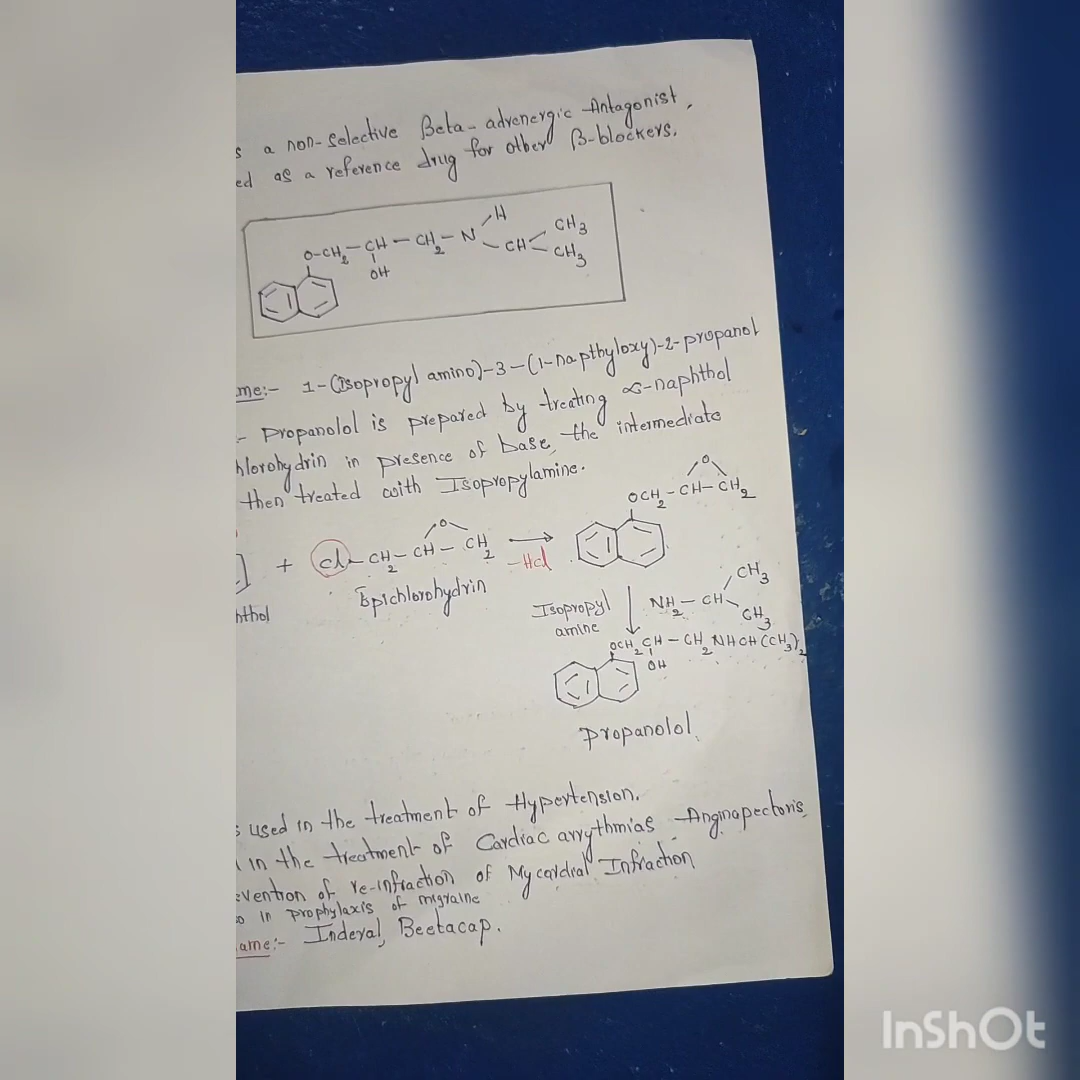 s a non-selective Beta-adrenergic Antagonist.
ed as a reference drug for other β-blockers.
H
O-CH2-CH-CH2-N
CH
CH3
CH3
OH
me:- 1-(Isopropyl amino)-3-(1-napthyloxy)-2-propanol
- Propanolol is prepared by treating α-naphthol
hlorohydrin in presence of base, the intermediate
then treated with Isopropylamine.
O
OCH2-CH-CH2
+ Cl-CH2-CH-CH2
O
-Hcl
Epichlorohydrin
hthol
Isopropyl
amine
NH2-CH
CH3
CH3
OCH2CH-CH2NHCH(CH3)2
OH
Propanolol.
s used in the treatment of Hypertension.
in the treatment of Cardiac arrythmias Anginapectoris,
evention of re-infraction of Mycardial Infraction
o in prophylaxis of migraine
ame:- Inderal, Beetacap.
InShOt